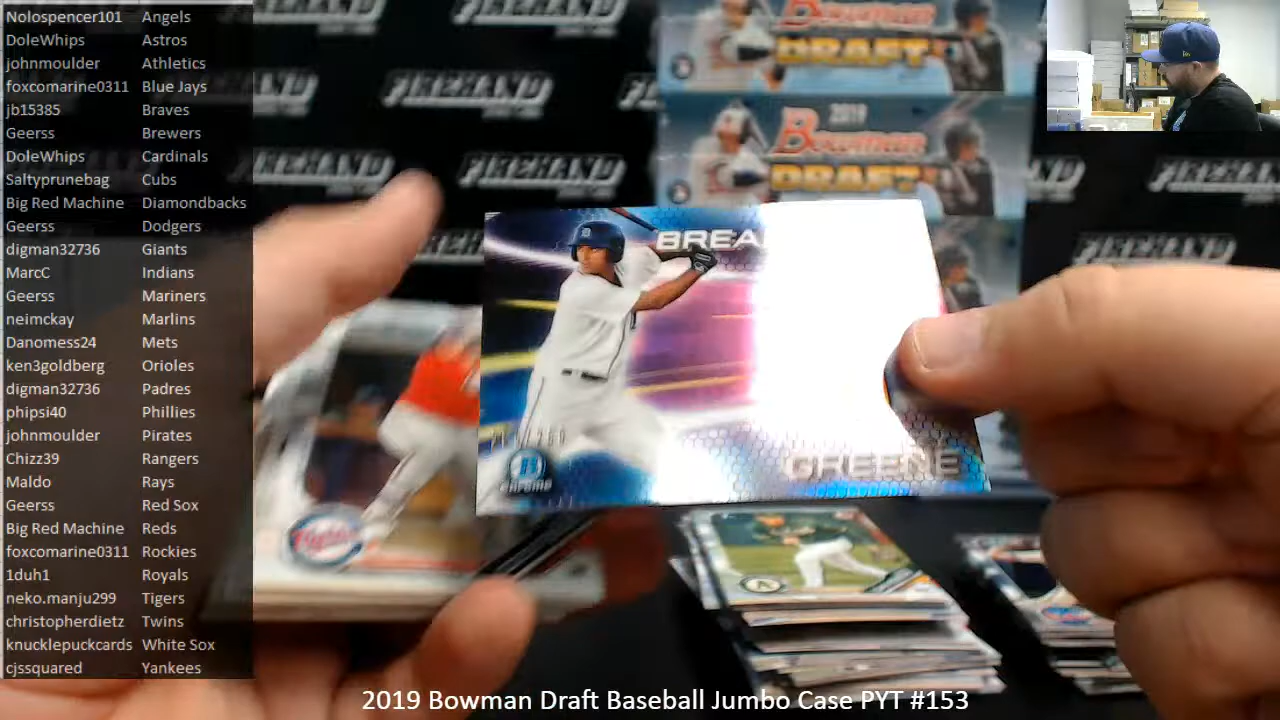 Nolospencer101 Angels
DoleWhips Astros
johnmoulder Athletics
foxcomarine0311 Blue Jays
jb15385 Braves
Geerss Brewers
DoleWhips Cardinals
Saltyprunebag Cubs
Big Red Machine Diamondbacks
Geerss Dodgers
digman32736 Giants
MarcC Indians
Geerss Mariners
neimckay Marlins
Danomess24 Mets
ken3goldberg Orioles
digman32736 Padres
phipsi40 Phillies
johnmoulder Pirates
Chizz39 Rangers
Maldo Rays
Geerss Red Sox
Big Red Machine Reds
foxcomarine0311 Rockies
1duh1 Royals
neko.manju299 Tigers
christopherdietz Twins
knucklepuckcards White Sox
cjssquared Yankees
FIREHAND
FIREHAND
FIREHAND
FIREHAND
Bowman
DRAFT
2019
Bowman
DRAFT
BREA
GREENE
CHROME
Twins
2019 Bowman Draft Baseball Jumbo Case PYT #153